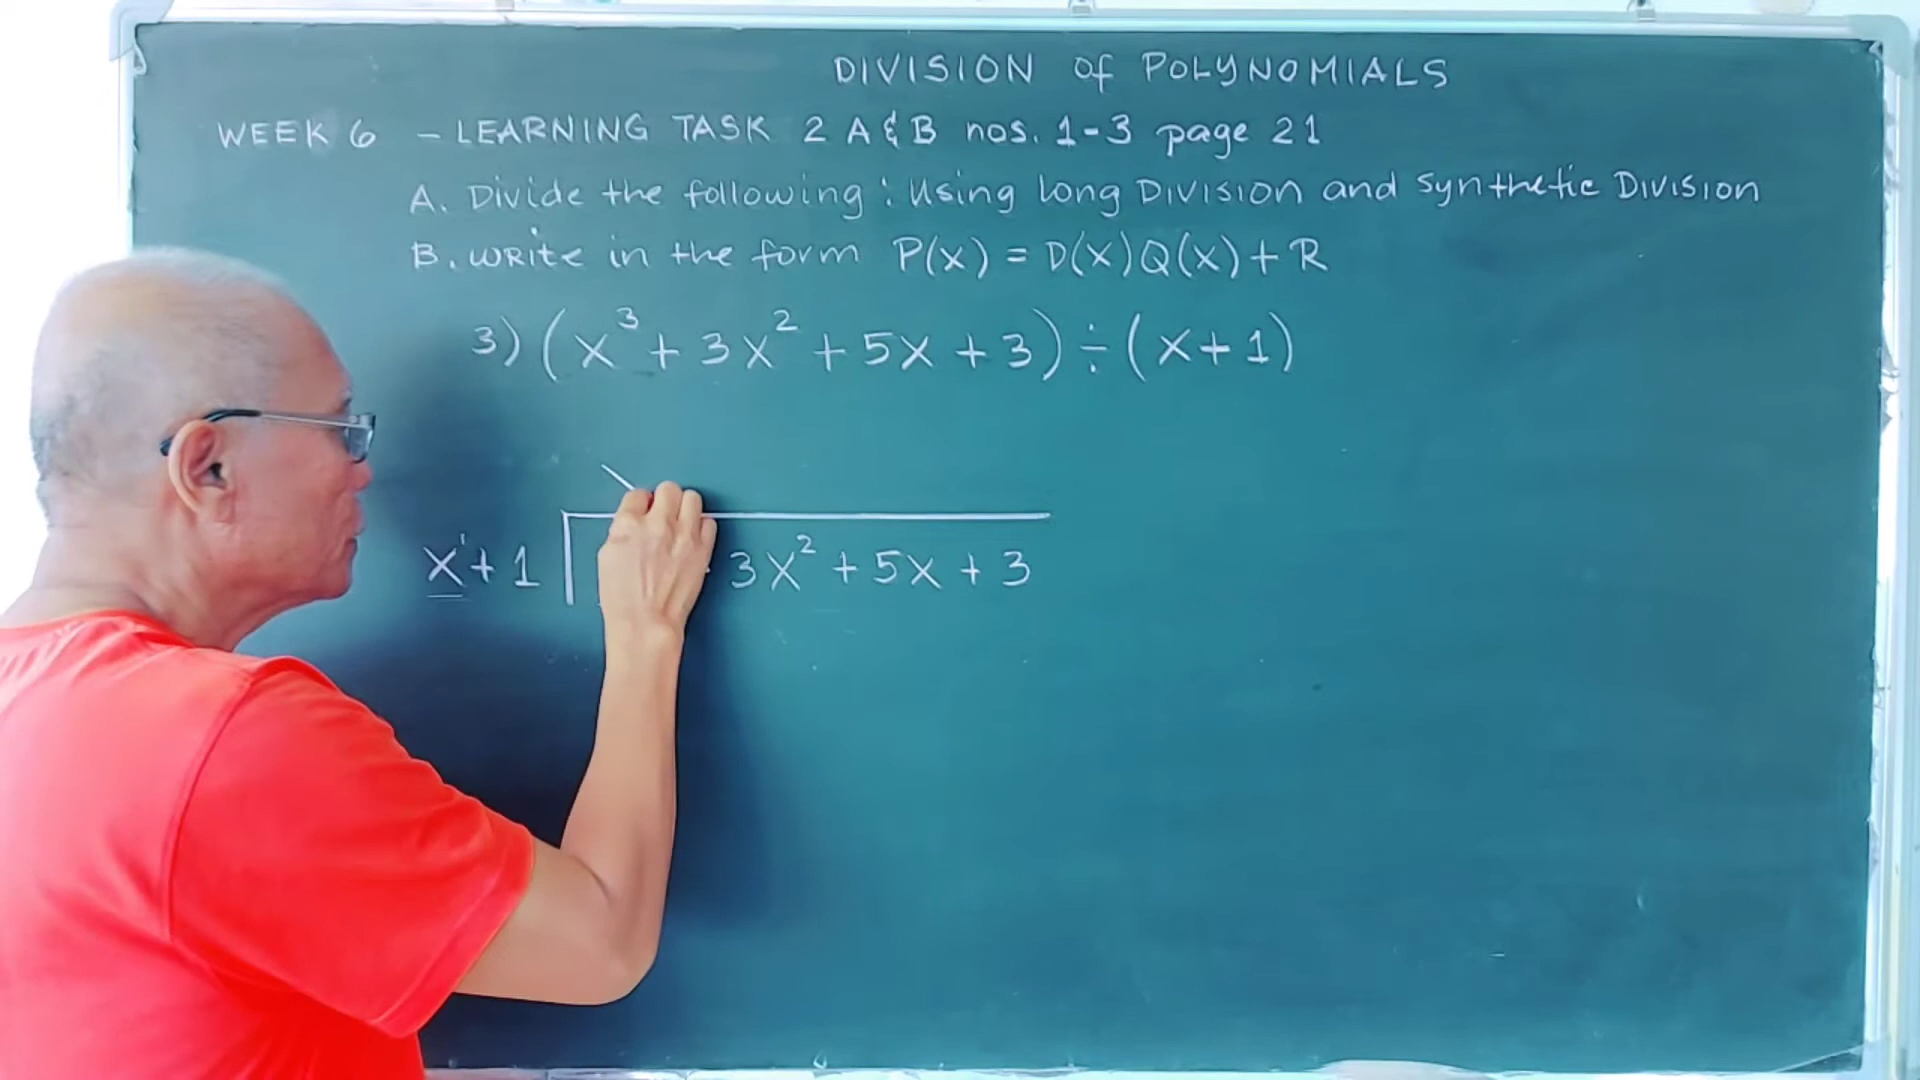 DIVISION of POLYNOMIALS
WEEK 6 - LEARNING TASK 2 A & B nos. 1-3 page 21
A. Divide the following : Using long DIVISION and Synthetic DIVISION
B. WRITE in the form P(X) = D(X)Q(X) + R
3) (x³ + 3x² + 5x + 3) ÷ (x + 1)
x¹ + 1 3x² + 5x + 3